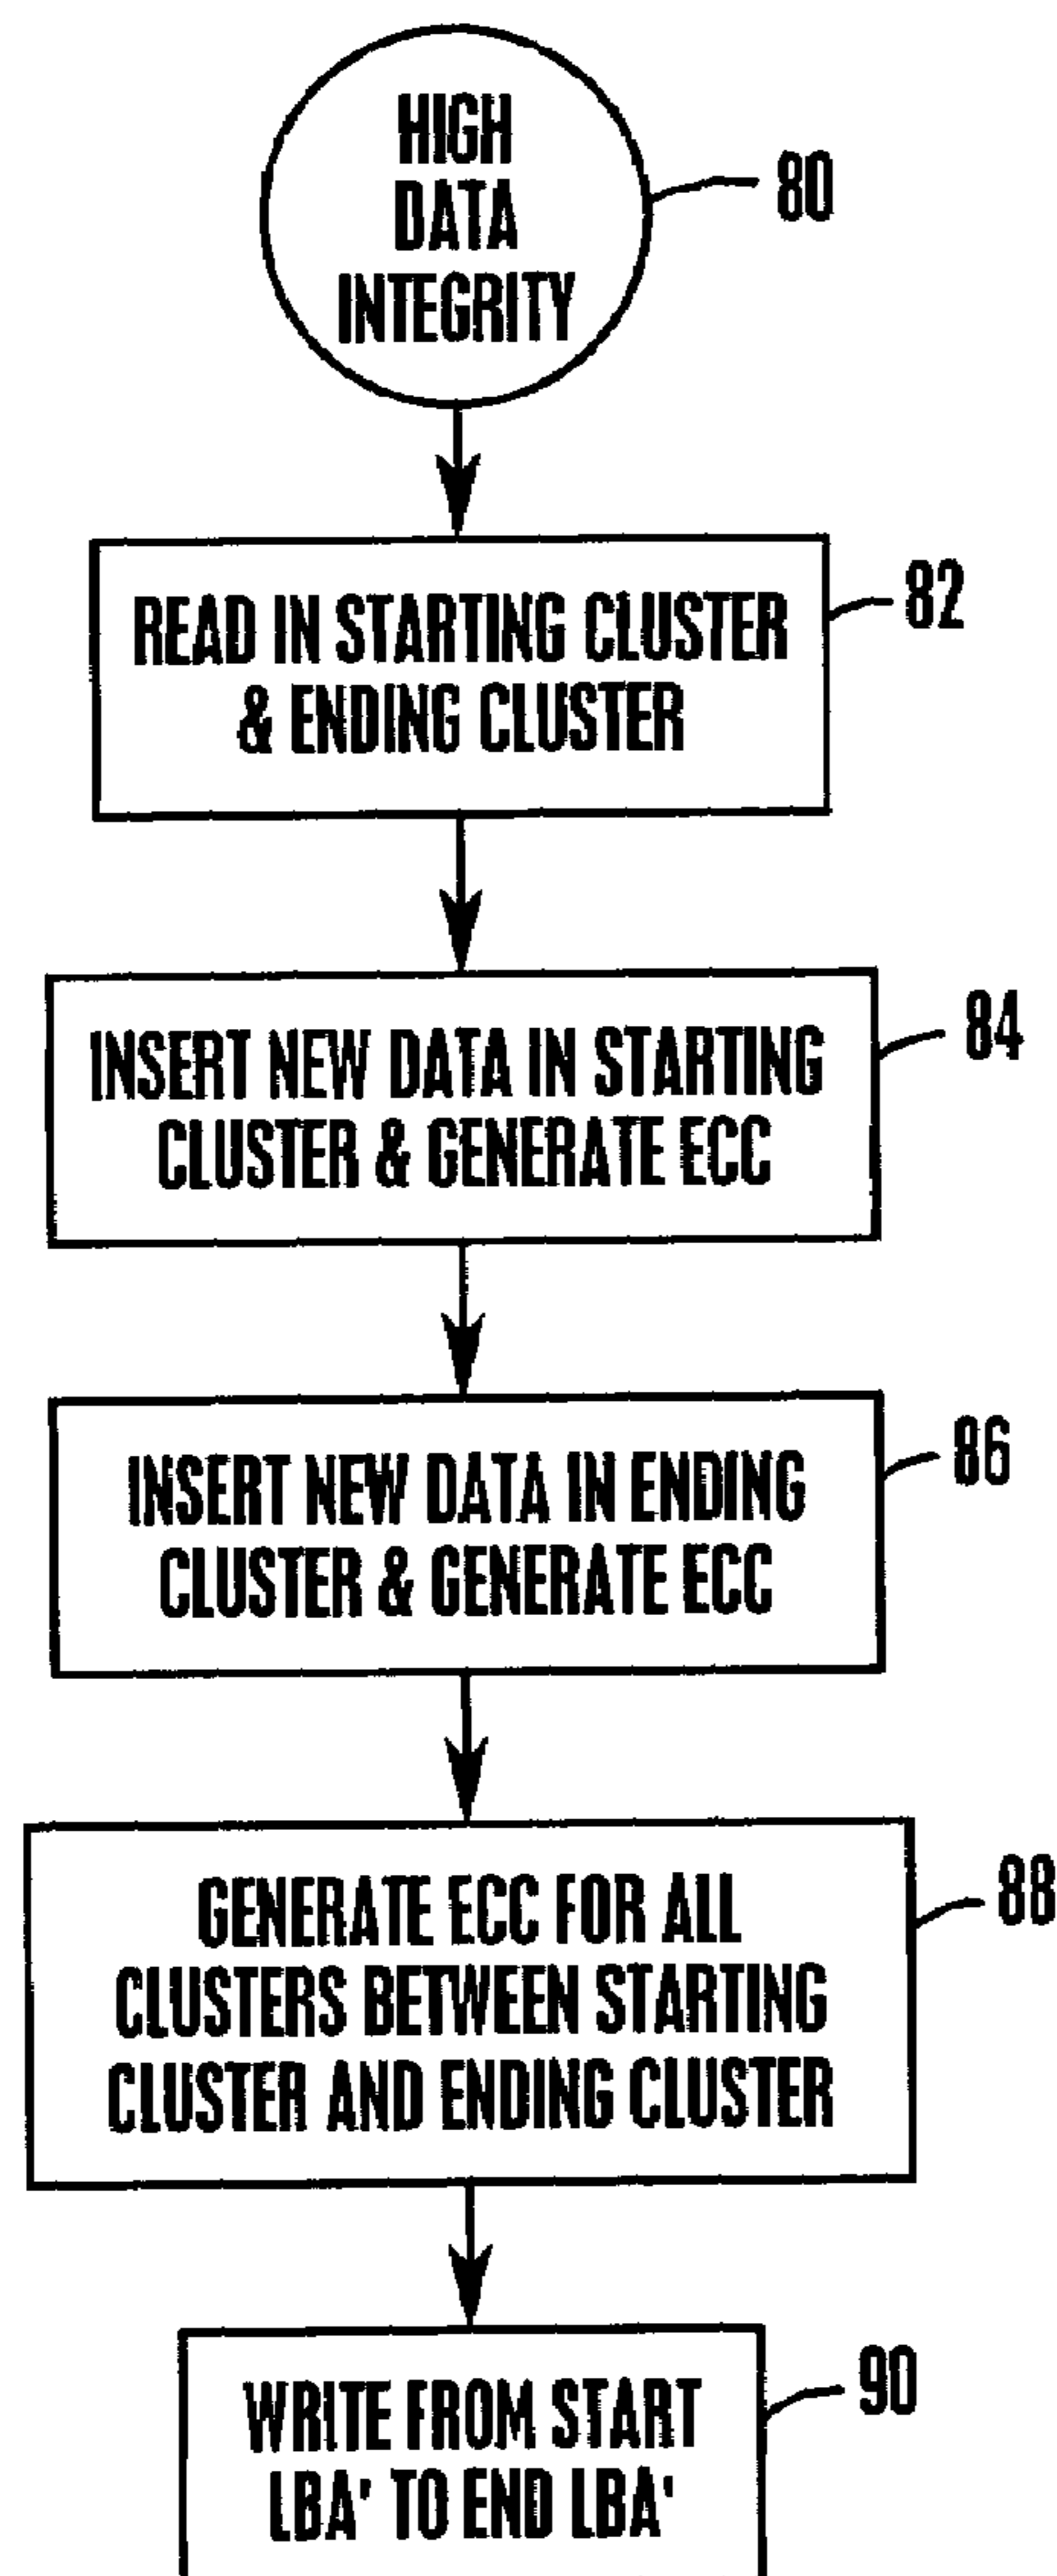 HIGH
DATA
INTEGRITY
80
READ IN STARTING CLUSTER
& ENDING CLUSTER
82
INSERT NEW DATA IN STARTING
CLUSTER & GENERATE ECC
84
INSERT NEW DATA IN ENDING
CLUSTER & GENERATE ECC
86
GENERATE ECC FOR ALL
CLUSTERS BETWEEN STARTING
CLUSTER AND ENDING CLUSTER
88
WRITE FROM START
LBA' TO END LBA'
90